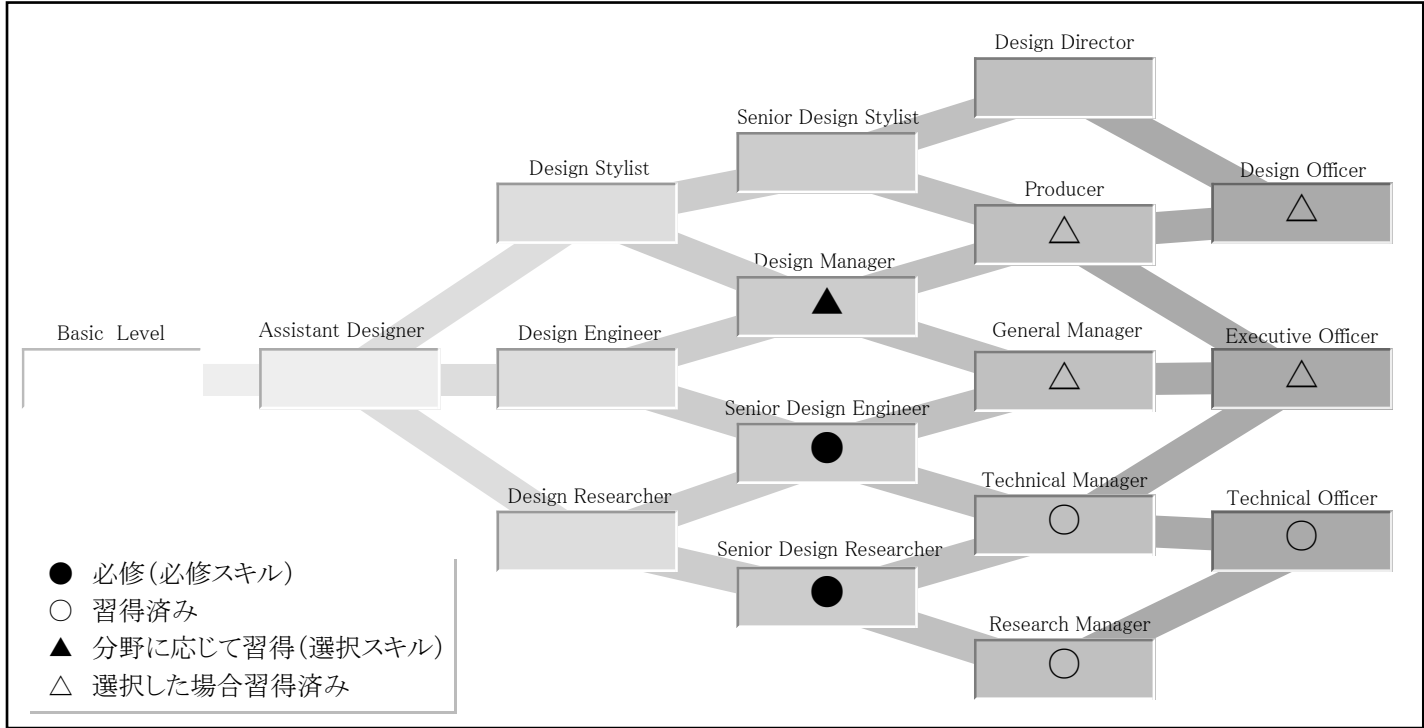 Design Director
Senior Design Stylist
Design Stylist
Producer
△
Design Officer
△
Design Manager
▲
Basic Level
Assistant Designer
Design Engineer
General Manager
△
Executive Officer
△
Senior Design Engineer
●
Design Researcher
Technical Manager
○
Technical Officer
○
Senior Design Researcher
●
Research Manager
○
● 必修(必修スキル)
○ 習得済み
▲ 分野に応じて習得(選択スキル)
△ 選択した場合習得済み